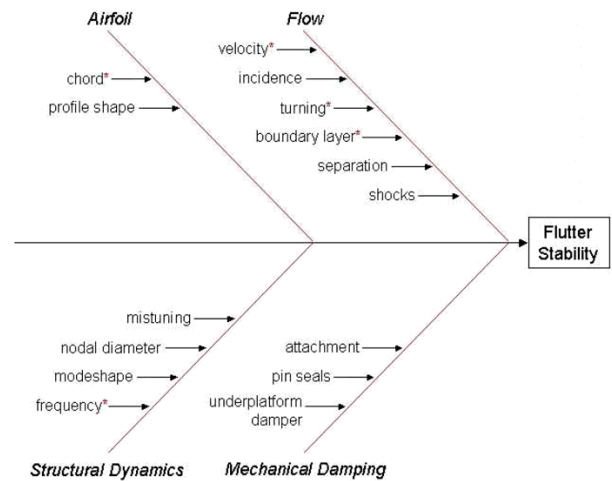 Airfoil
Flow
velocity*
incidence
turning*
boundary layer*
separation
shocks
chord*
profile shape
Flutter
Stability
mistuning
nodal diameter
modeshape
frequency*
attachment
pin seals
underplatform
damper
Structural Dynamics
Mechanical Damping